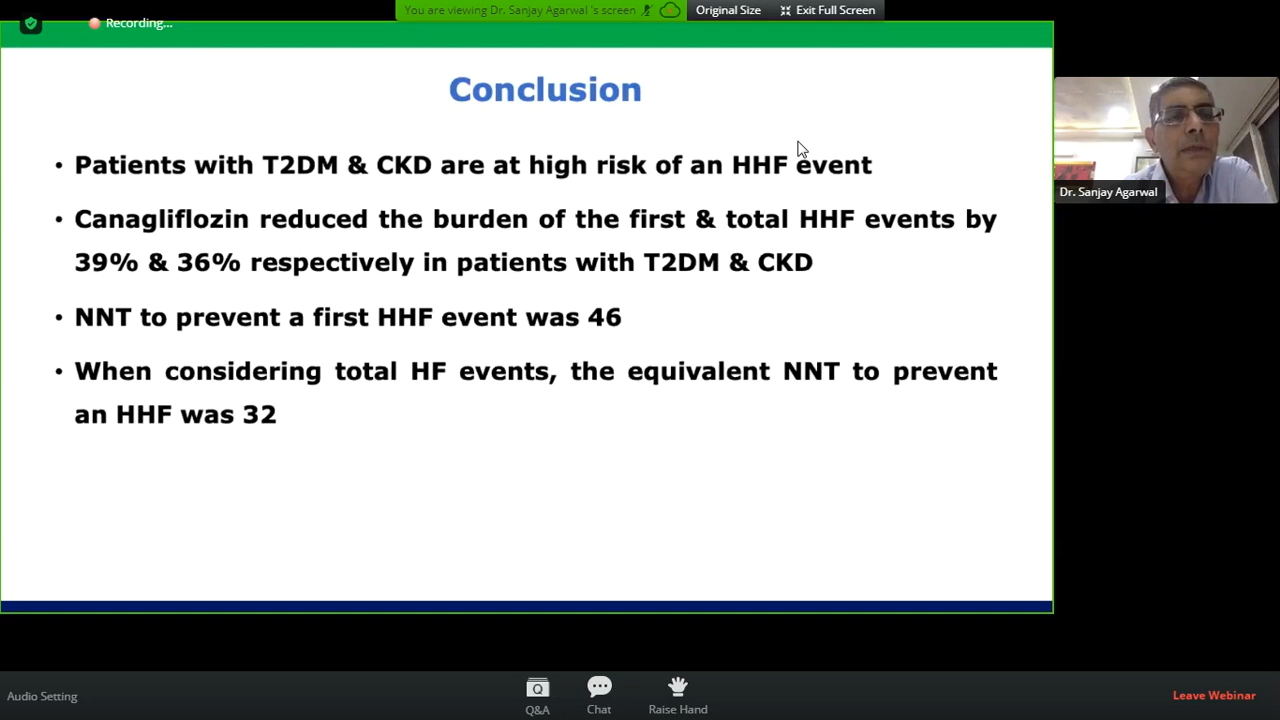 Recording...
You are viewing Dr. Sanjay Agarwal 's screen
Original Size
Exit Full Screen
Conclusion
• Patients with T2DM & CKD are at high risk of an HHF event
• Canagliflozin reduced the burden of the first & total HHF events by
39% & 36% respectively in patients with T2DM & CKD
• NNT to prevent a first HHF event was 46
• When considering total HF events, the equivalent NNT to prevent
an HHF was 32
Dr. Sanjay Agarwal
Audio Setting
Q
Q&A
Chat
Raise Hand
Leave Webinar